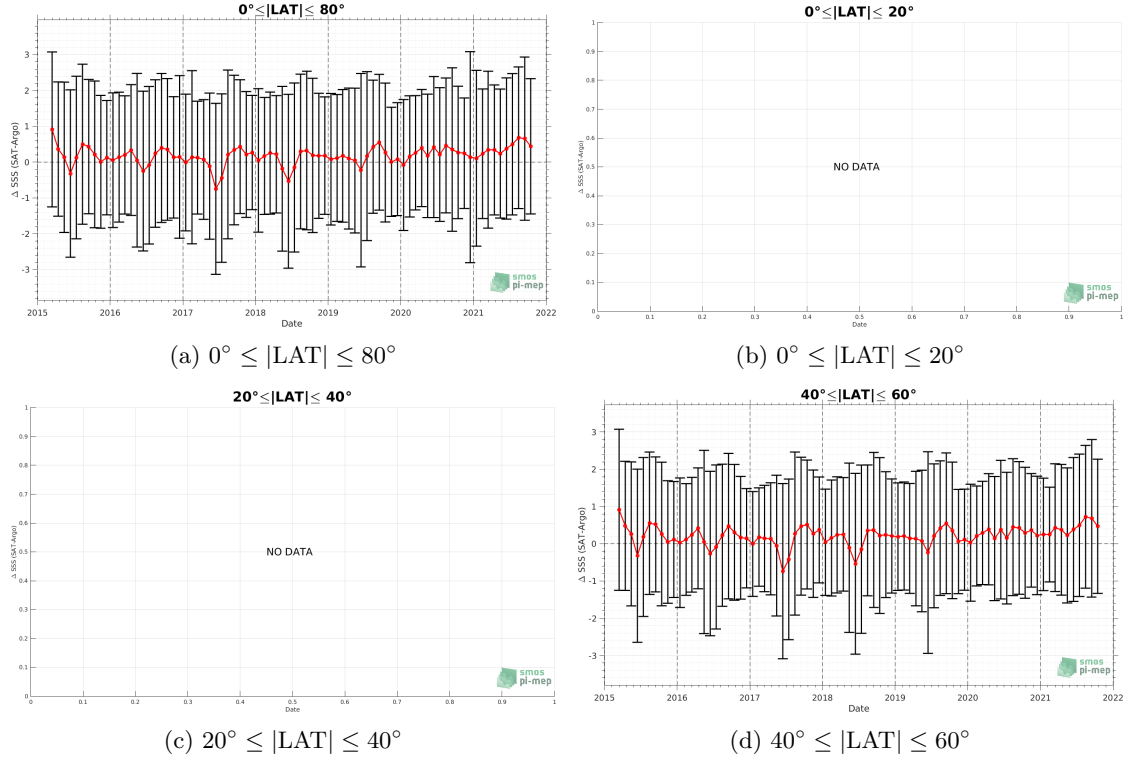 0°≤|LAT|≤ 80°
Δ SSS (SAT-Argo)
3
2
1
0
-1
-2
-3
2015 2016 2017 2018 2019 2020 2021 2022
Date
smos
pi-mep
(a) 0° ≤ |LAT| ≤ 80°
0°≤|LAT|≤ 20°
Δ SSS (SAT-Argo)
1
0.9
0.8
0.7
0.6
0.5
0.4
0.3
0.2
0.1
0
NO DATA
0 0.1 0.2 0.3 0.4 0.5 0.6 0.7 0.8 0.9 1
Date
smos
pi-mep
(b) 0° ≤ |LAT| ≤ 20°
20°≤|LAT|≤ 40°
Δ SSS (SAT-Argo)
1
0.9
0.8
0.7
0.6
0.5
0.4
0.3
0.2
0.1
0
NO DATA
0 0.1 0.2 0.3 0.4 0.5 0.6 0.7 0.8 0.9 1
Date
smos
pi-mep
(c) 20° ≤ |LAT| ≤ 40°
40°≤|LAT|≤ 60°
Δ SSS (SAT-Argo)
3
2
1
0
-1
-2
-3
2015 2016 2017 2018 2019 2020 2021 2022
Date
smos
pi-mep
(d) 40° ≤ |LAT| ≤ 60°